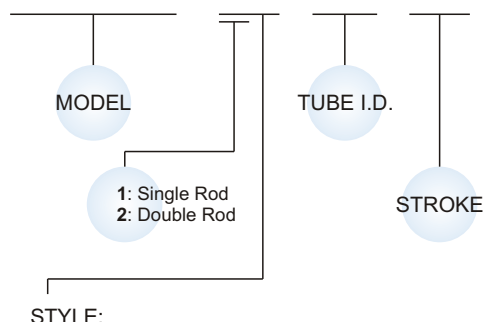 MODEL
TUBE I.D.
1: Single Rod
2: Double Rod
STROKE
STYLE: